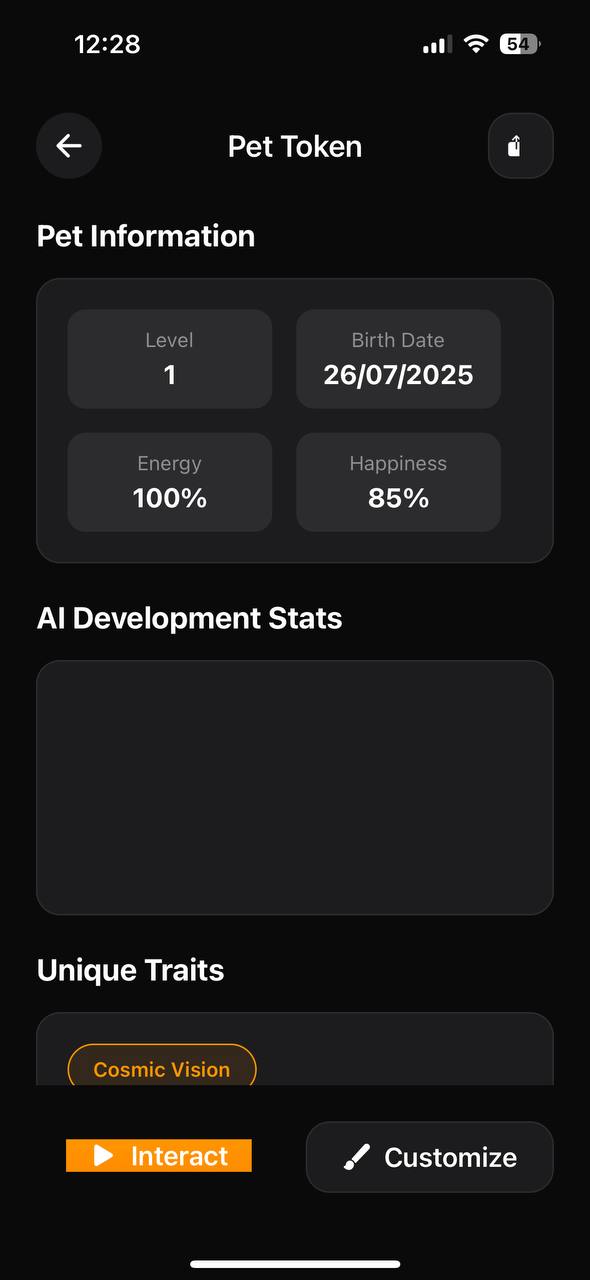 12:28
54
Pet Token
Pet Information
Level
1
Birth Date
26/07/2025
Energy
100%
Happiness
85%
AI Development Stats
Unique Traits
Cosmic Vision
Interact
Customize